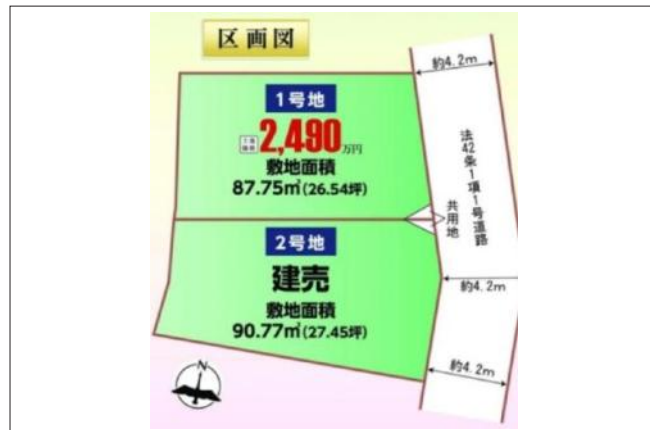 区画図
約4.2m
1号地
2,490万円
敷地面積
87.75㎡(26.54坪)
法42条1項1号道路
共用地
2号地
建売
敷地面積
90.77㎡(27.45坪)
約4.2m
約4.2m
N